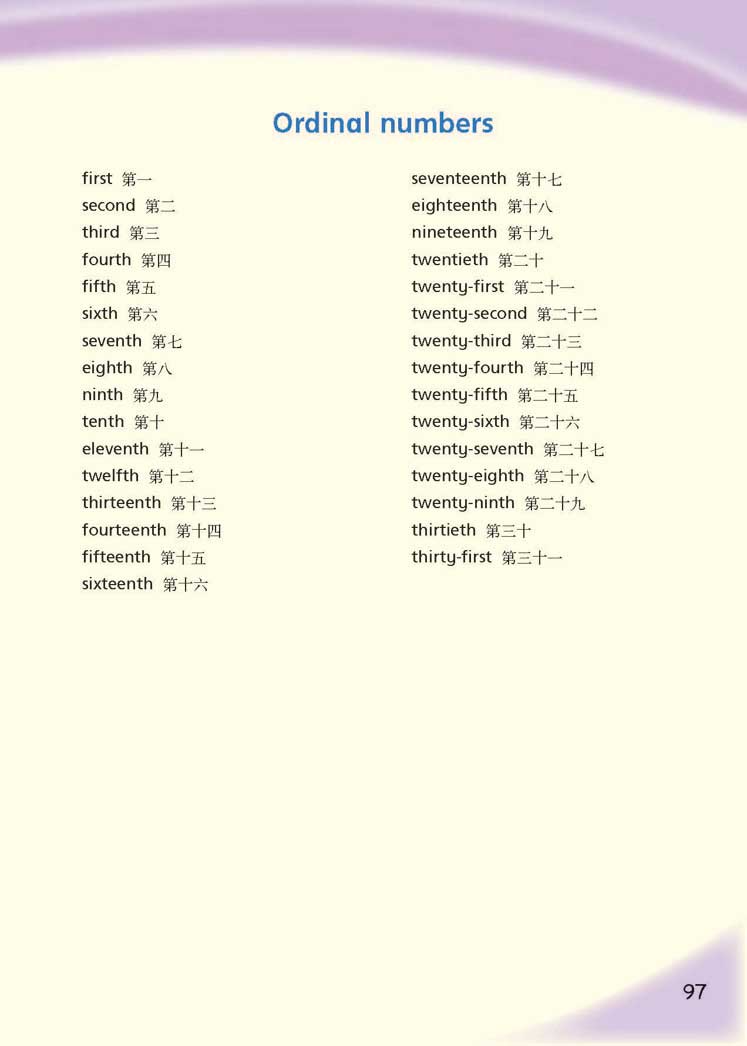 Ordinal numbers
first 第一
second 第二
third 第三
fourth 第四
fifth 第五
sixth 第六
seventh 第七
eighth 第八
ninth 第九
tenth 第十
eleventh 第十一
twelfth 第十二
thirteenth 第十三
fourteenth 第十四
fifteenth 第十五
sixteenth 第十六
seventeenth 第十七
eighteenth 第十八
nineteenth 第十九
twentieth 第二十
twenty-first 第二十一
twenty-second 第二十二
twenty-third 第二十三
twenty-fourth 第二十四
twenty-fifth 第二十五
twenty-sixth 第二十六
twenty-seventh 第二十七
twenty-eighth 第二十八
twenty-ninth 第二十九
thirtieth 第三十
thirty-first 第三十一
97